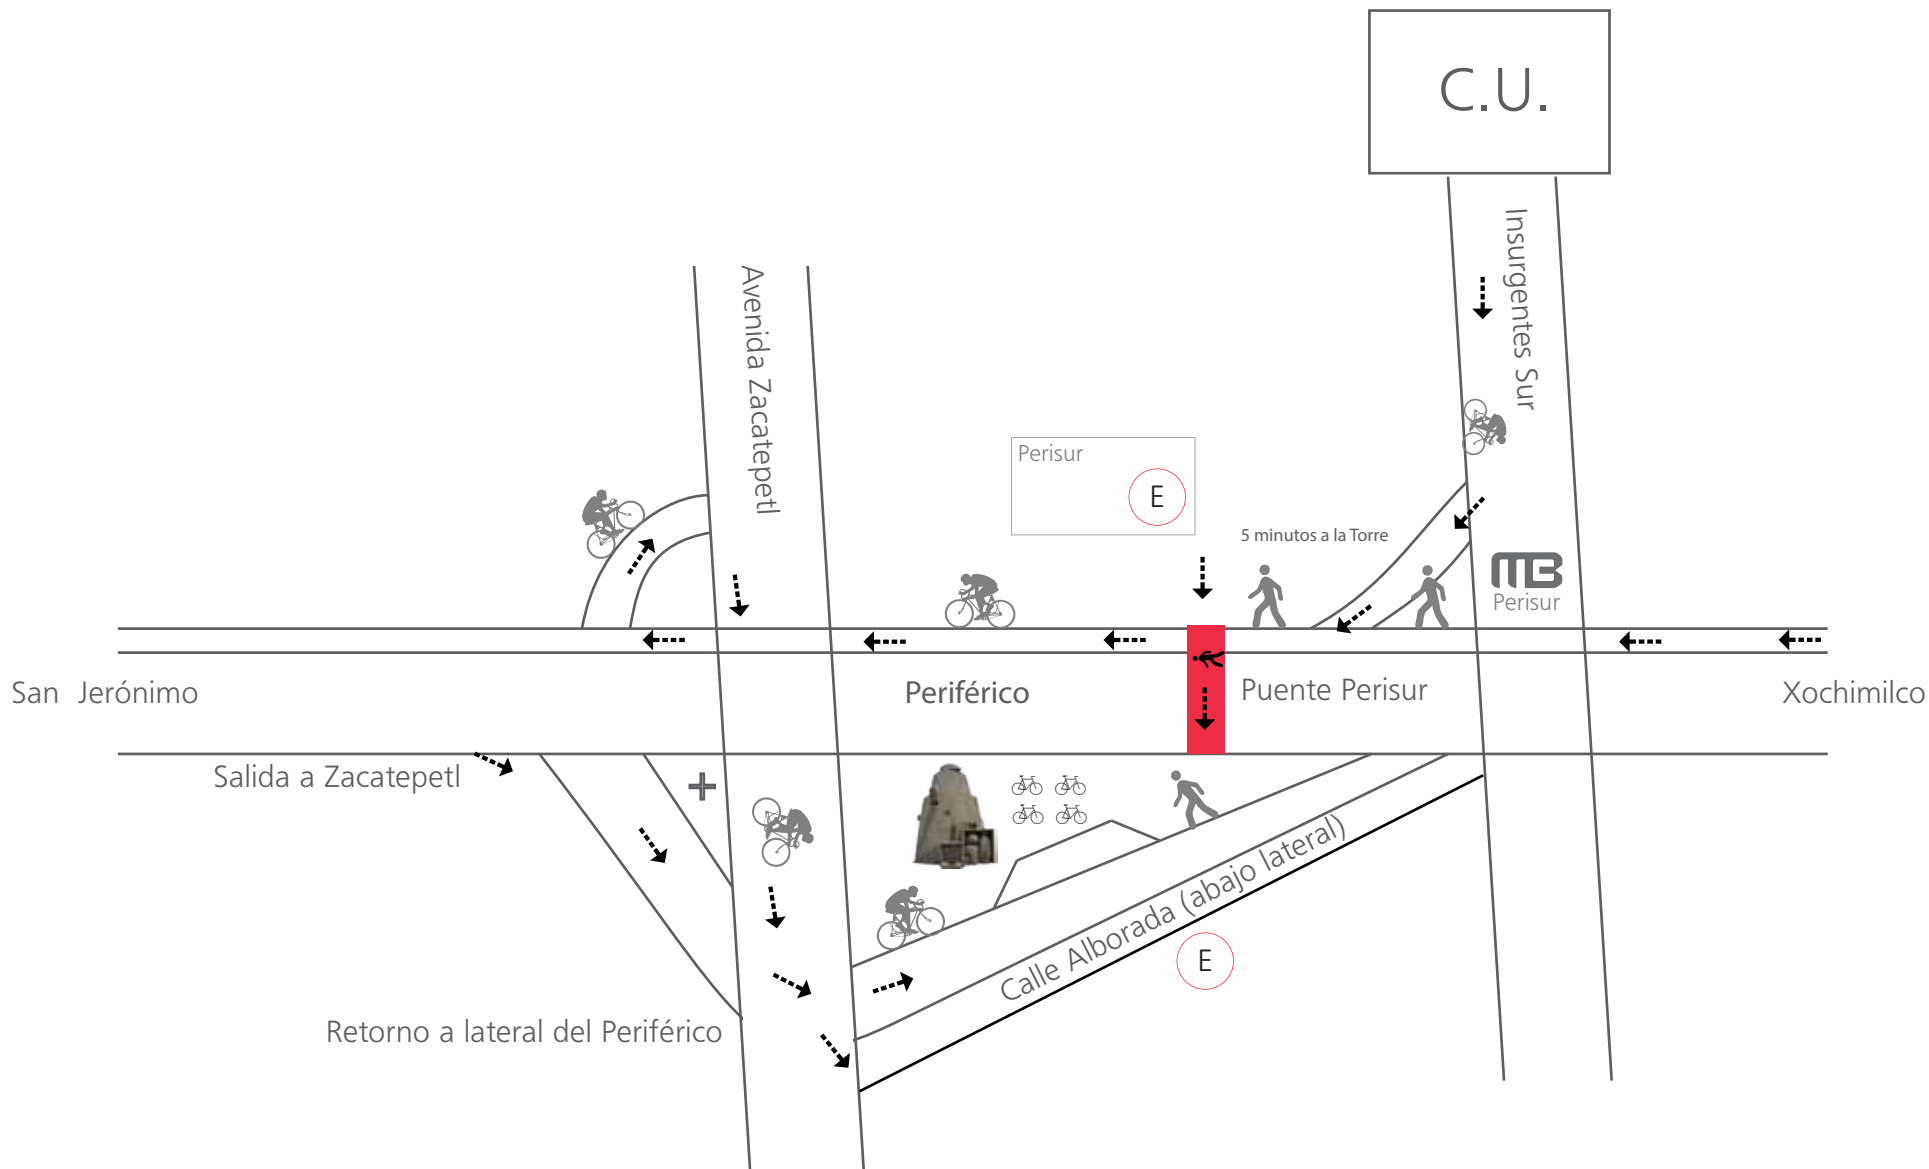 C.U.
Insurgentes Sur
Avenida Zacatepetl
Perisur
E
5 minutos a la Torre
MB
Perisur
San Jerónimo
Periférico
Puente Perisur
Xochimilco
Salida a Zacatepetl
Calle Alborada (abajo lateral)
E
Retorno a lateral del Periférico